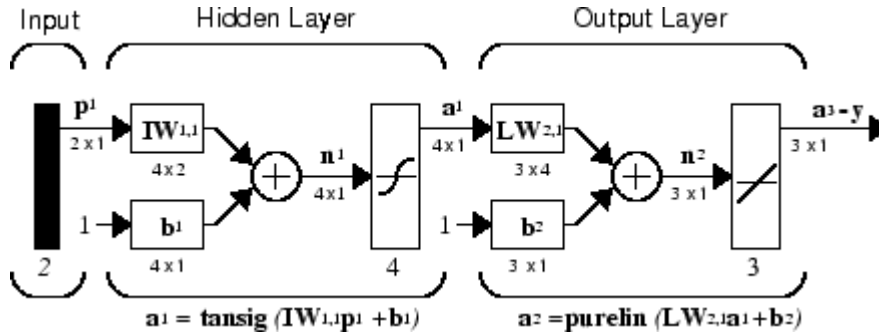 Input Hidden Layer Output Layer
p1 a1 a3 - y
IW1,1 LW2,1
2 x 1 4 x 1 3 x 1
4 x 2 n1 3 x 4 n2
4 x 1 3 x 1
1 b1 1 b2
2 4 x 1 4 3 x 1 3
a1 = tansig (IW1,1p1 +b1) a2 =purelin (LW2,1a1+b2)